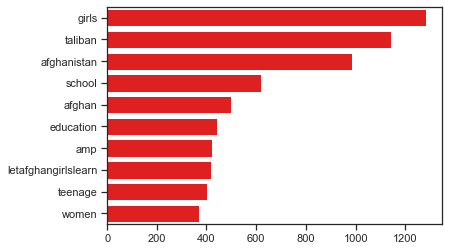 girls
taliban
afghanistan
school
afghan
education
amp
letafghangirlslearn
teenage
women
0 200 400 600 800 1000 1200